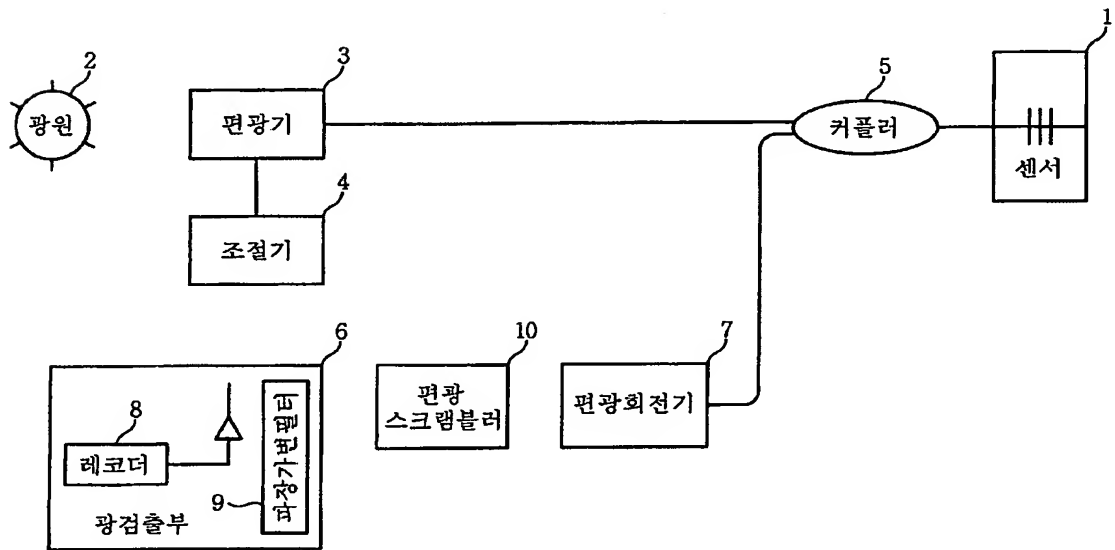 1
2
광원
3
편광기
5
커플러
센서
4
조절기
6
10
7
편광
스크램블러
편광회전기
8
레코더
파장가변필터
9
광검출부